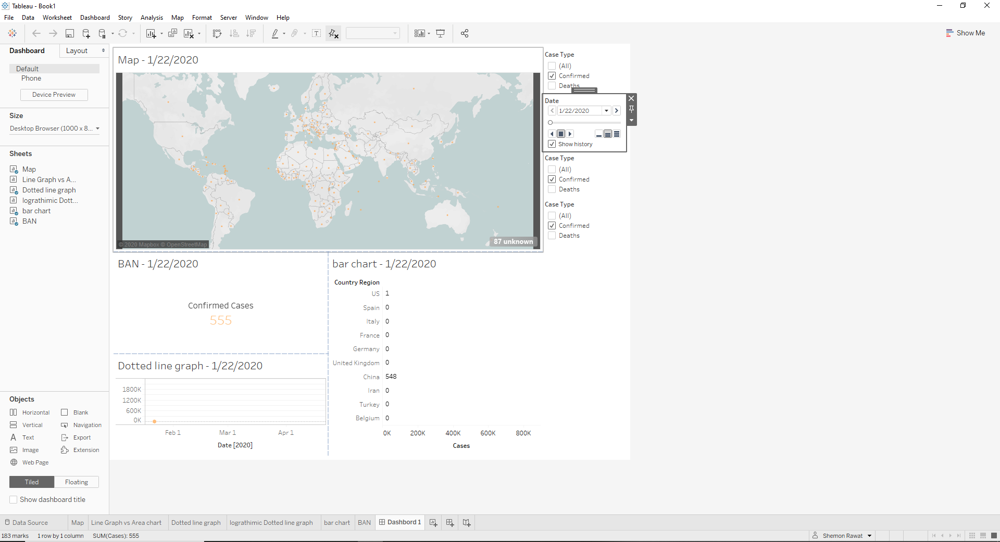 Tableau - Book1
File Data Worksheet Dashboard Story Analysis Map Format Server Window Help
Show Me
Dashboard Layout
Default
Phone
Device Preview
Size
Desktop Browser (1000 x 8...
Sheets
Map
Line Graph vs A...
Dotted line graph
lograthimic Dott...
bar chart
BAN
Objects
Horizontal Blank
Vertical Navigation
Text Export
Image Extension
Web Page
Tiled Floating
Show dashboard title
Map - 1/22/2020
© 2020 Mapbox © OpenStreetMap
87 unknown
Case Type
(All)
Confirmed
Deaths
Date
1/22/2020
Show history
Case Type
(All)
Confirmed
Deaths
Case Type
(All)
Confirmed
Deaths
BAN - 1/22/2020
Confirmed Cases
555
Dotted line graph - 1/22/2020
1800K
1200K
600K
0K
Feb 1 Mar 1 Apr 1
Date [2020]
bar chart - 1/22/2020
Country Region
US 1
Spain 0
Italy 0
France 0
Germany 0
United Kingdom 0
China 548
Iran 0
Turkey 0
Belgium 0
0K 200K 400K 600K 800K
Cases
Data Source Map Line Graph vs Area chart Dotted line graph lograthimic Dotted line graph bar chart BAN Dashbord 1
183 marks 1 row by 1 column SUM(Cases): 555 Shemon Rawat